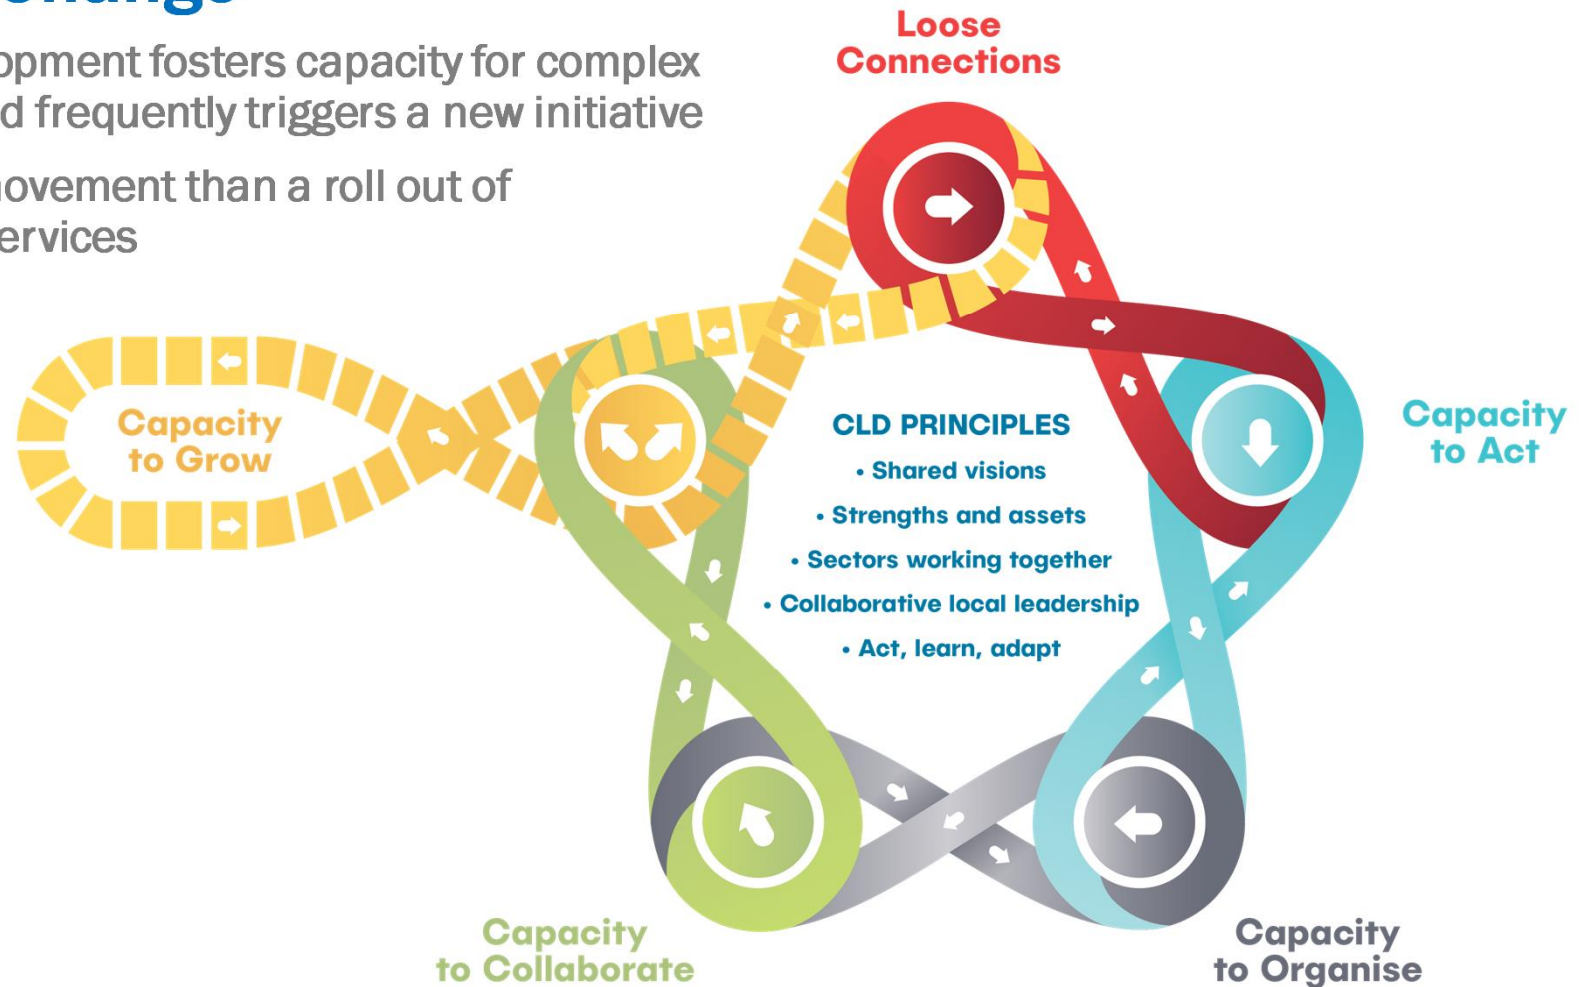 opment fosters capacity for complex
frequently triggers a new initiative
than a roll out of
Loose
Connections
Capacity
to Grow
CLD PRINCIPLES
• Shared visions
• Strengths and assets
• Sectors working together
• Collaborative local leadership
• Act, learn, adapt
Capacity
to Act
Capacity
to Collaborate
Capacity
to Organise